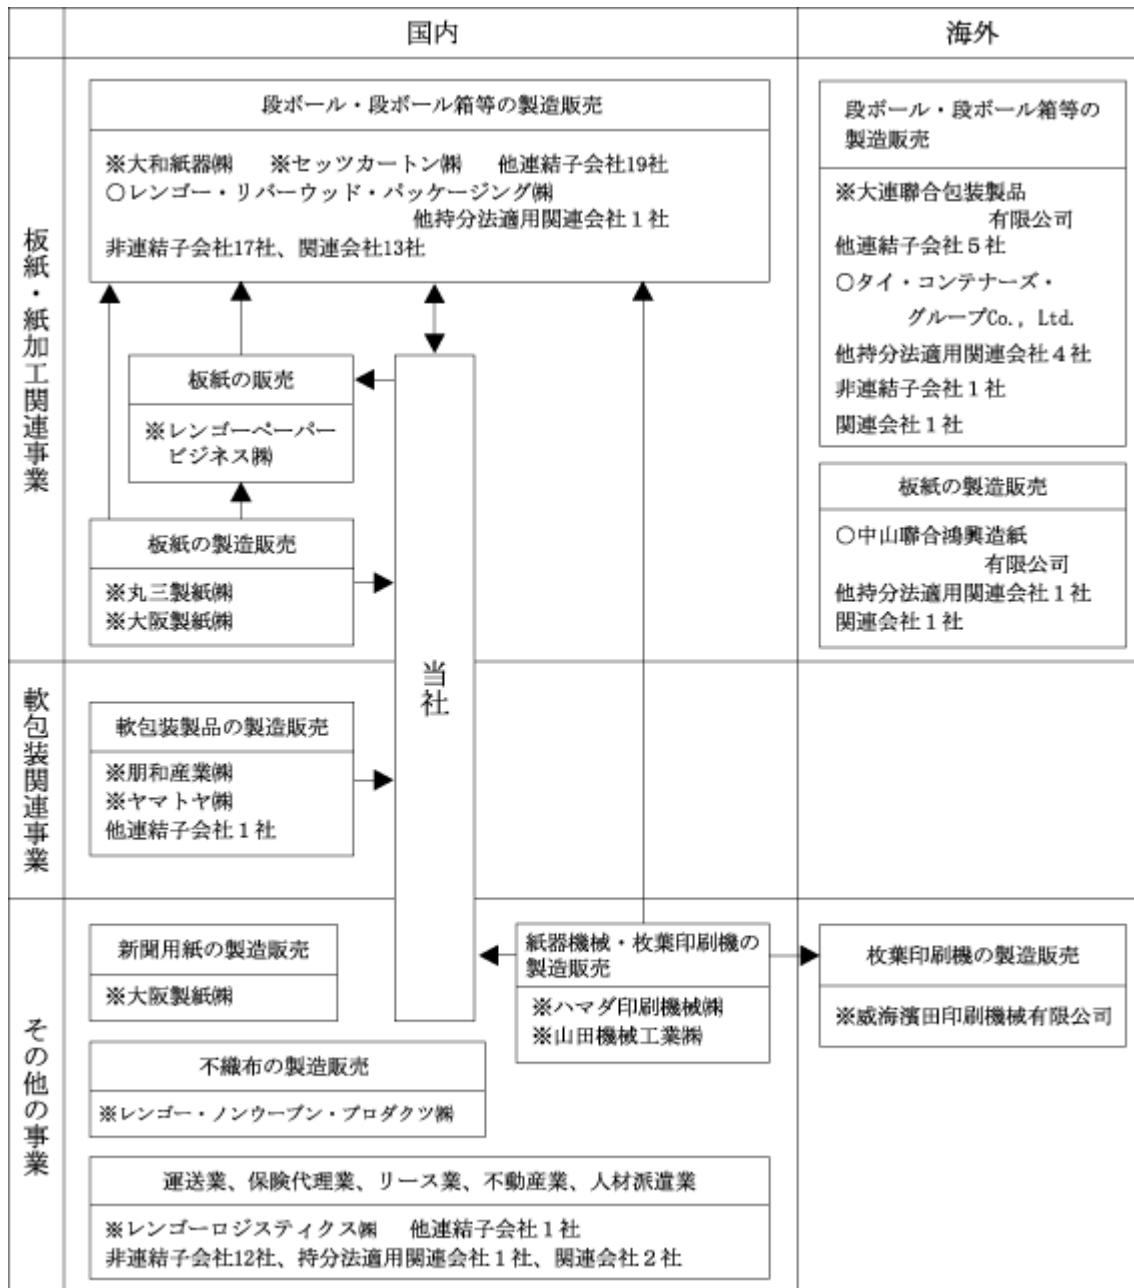 国内
海外
板紙・紙加工関連事業
段ボール・段ボール箱等の製造販売
※大和紙器㈱　※セッツカートン㈱　他連結子会社19社
○レンゴー・リバーウッド・パッケージング㈱
他持分法適用関連会社１社
非連結子会社17社、関連会社13社
板紙の販売
※レンゴーペーパー
ビジネス㈱
板紙の製造販売
※丸三製紙㈱
※大阪製紙㈱
当社
段ボール・段ボール箱等の
製造販売
※大連聯合包装製品
有限公司
他連結子会社５社
○タイ・コンテナーズ・
グループCo., Ltd.
他持分法適用関連会社４社
非連結子会社１社
関連会社１社
板紙の製造販売
○中山聯合鴻興造紙
有限公司
他持分法適用関連会社１社
関連会社１社
軟包装関連事業
軟包装製品の製造販売
※朋和産業㈱
※ヤマトヤ㈱
他連結子会社１社
その他の事業
新聞用紙の製造販売
※大阪製紙㈱
紙器機械・枚葉印刷機の
製造販売
※ハマダ印刷機械㈱
※山田機械工業㈱
枚葉印刷機の製造販売
※威海濱田印刷機械有限公司
不織布の製造販売
※レンゴー・ノンウーブン・プロダクツ㈱
運送業、保険代理業、リース業、不動産業、人材派遣業
※レンゴーロジスティクス㈱　他連結子会社１社
非連結子会社12社、持分法適用関連会社１社、関連会社２社